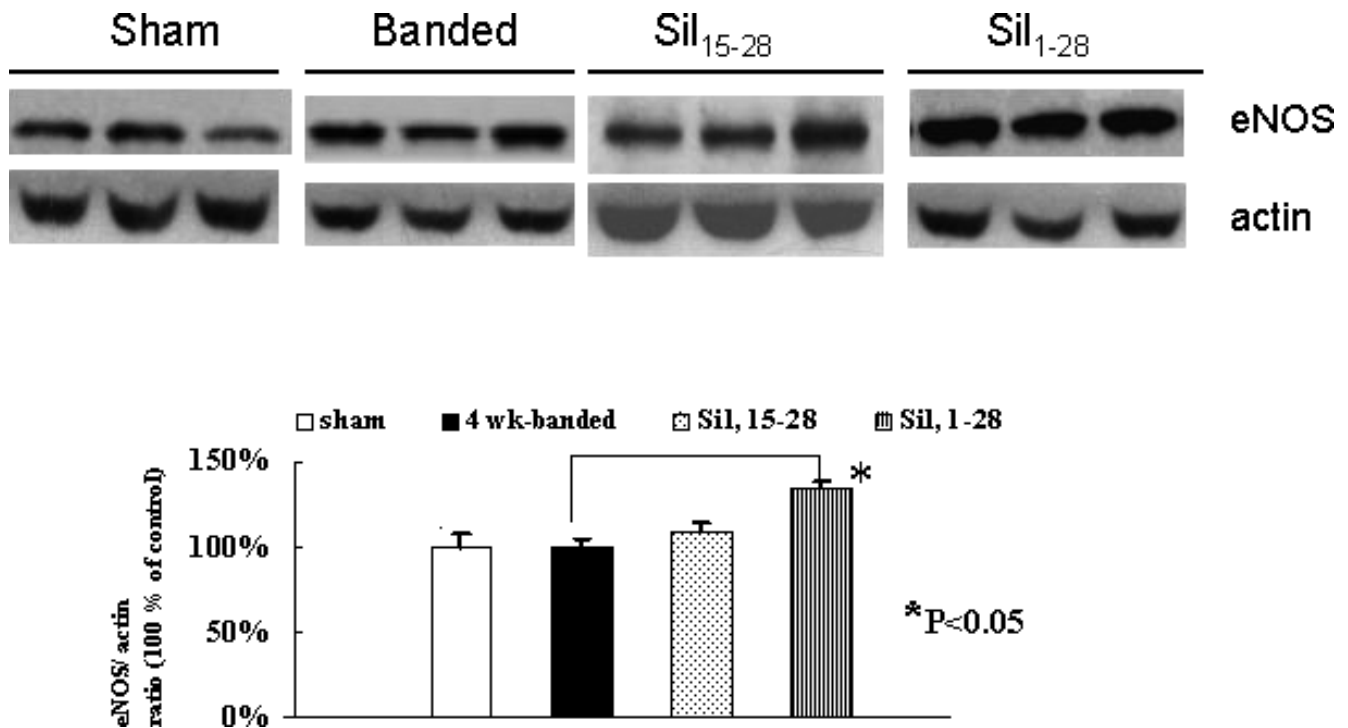 Sham Banded Sil15-28 Sil1-28
eNOS
actin
sham 4 wk-banded Sil, 15-28 Sil, 1-28
150%
*
100%
*P<0.05
50%
0%
eNOS/ actin
ratio (100 % of control)